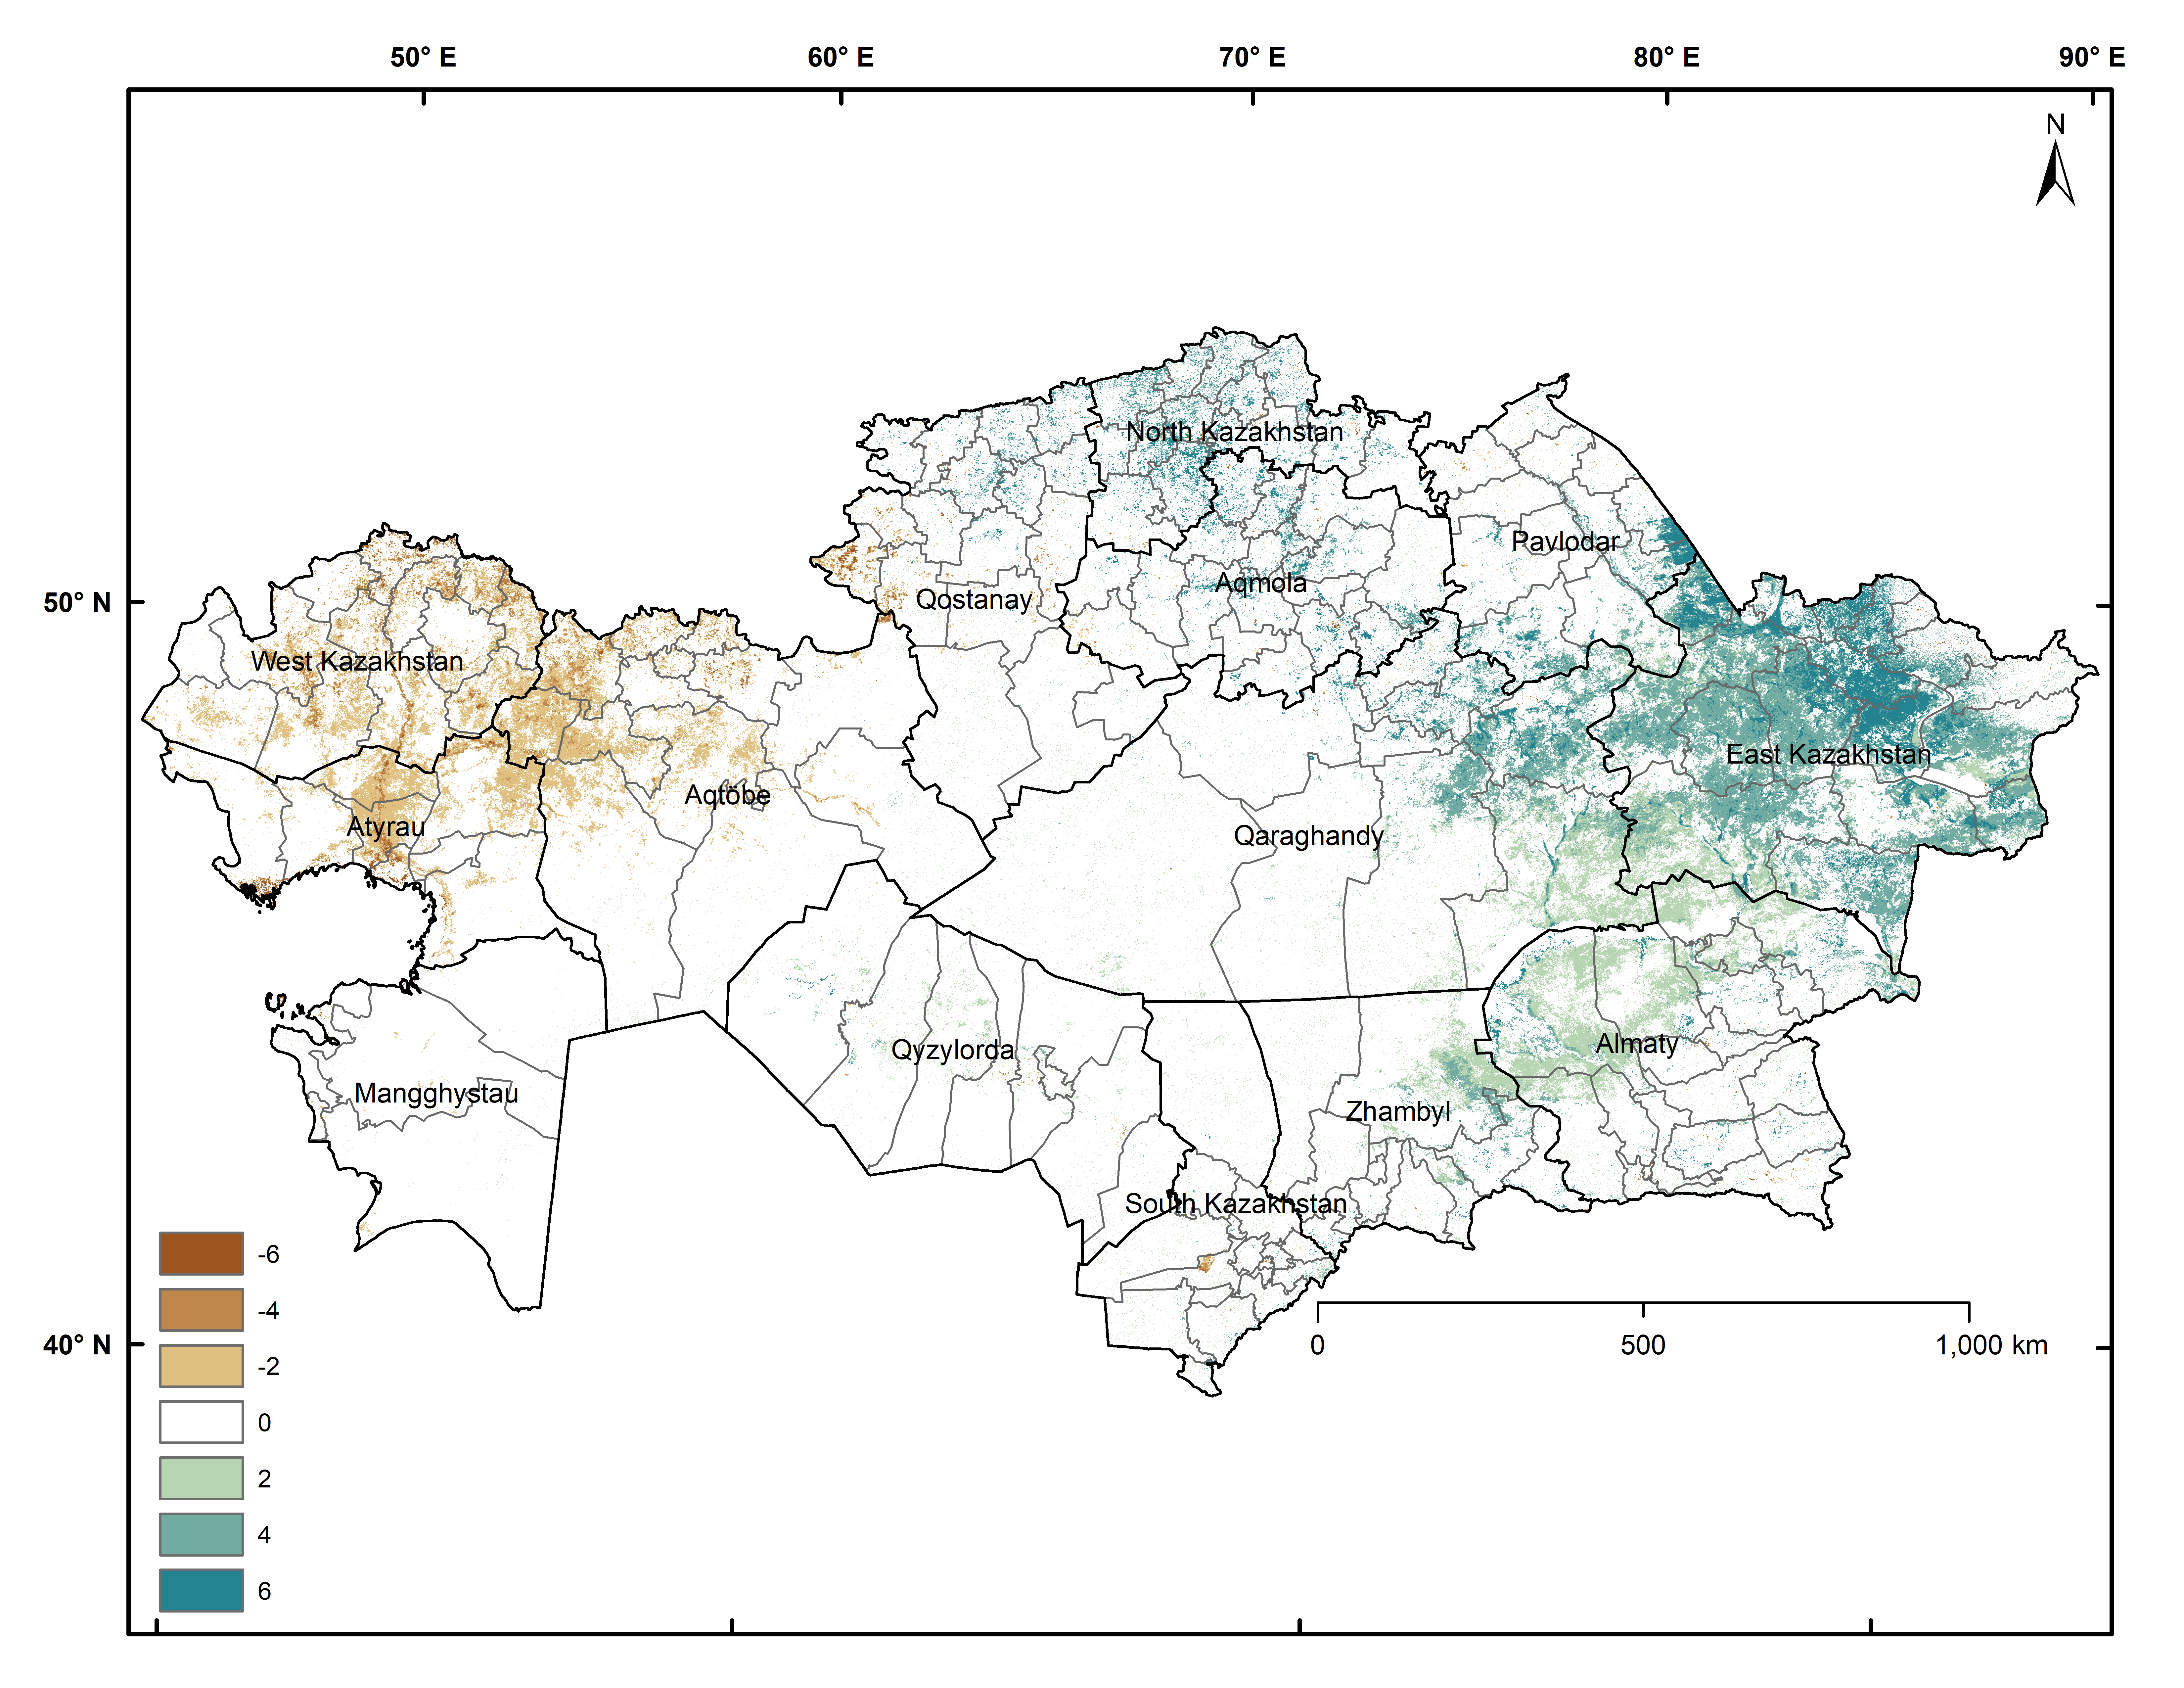 50° E
60° E
70° E
80° E
90° E
N
North Kazakhstan
Pavlodar
Aqmola
50° N
Qostanay
West Kazakhstan
East Kazakhstan
Aqtöbe
Atyrau
Qaraghandy
Almaty
Qyzylorda
Mangghystau
Zhambyl
South Kazakhstan
-6
-4
40° N
0
500
1,000 km
-2
0
2
4
6